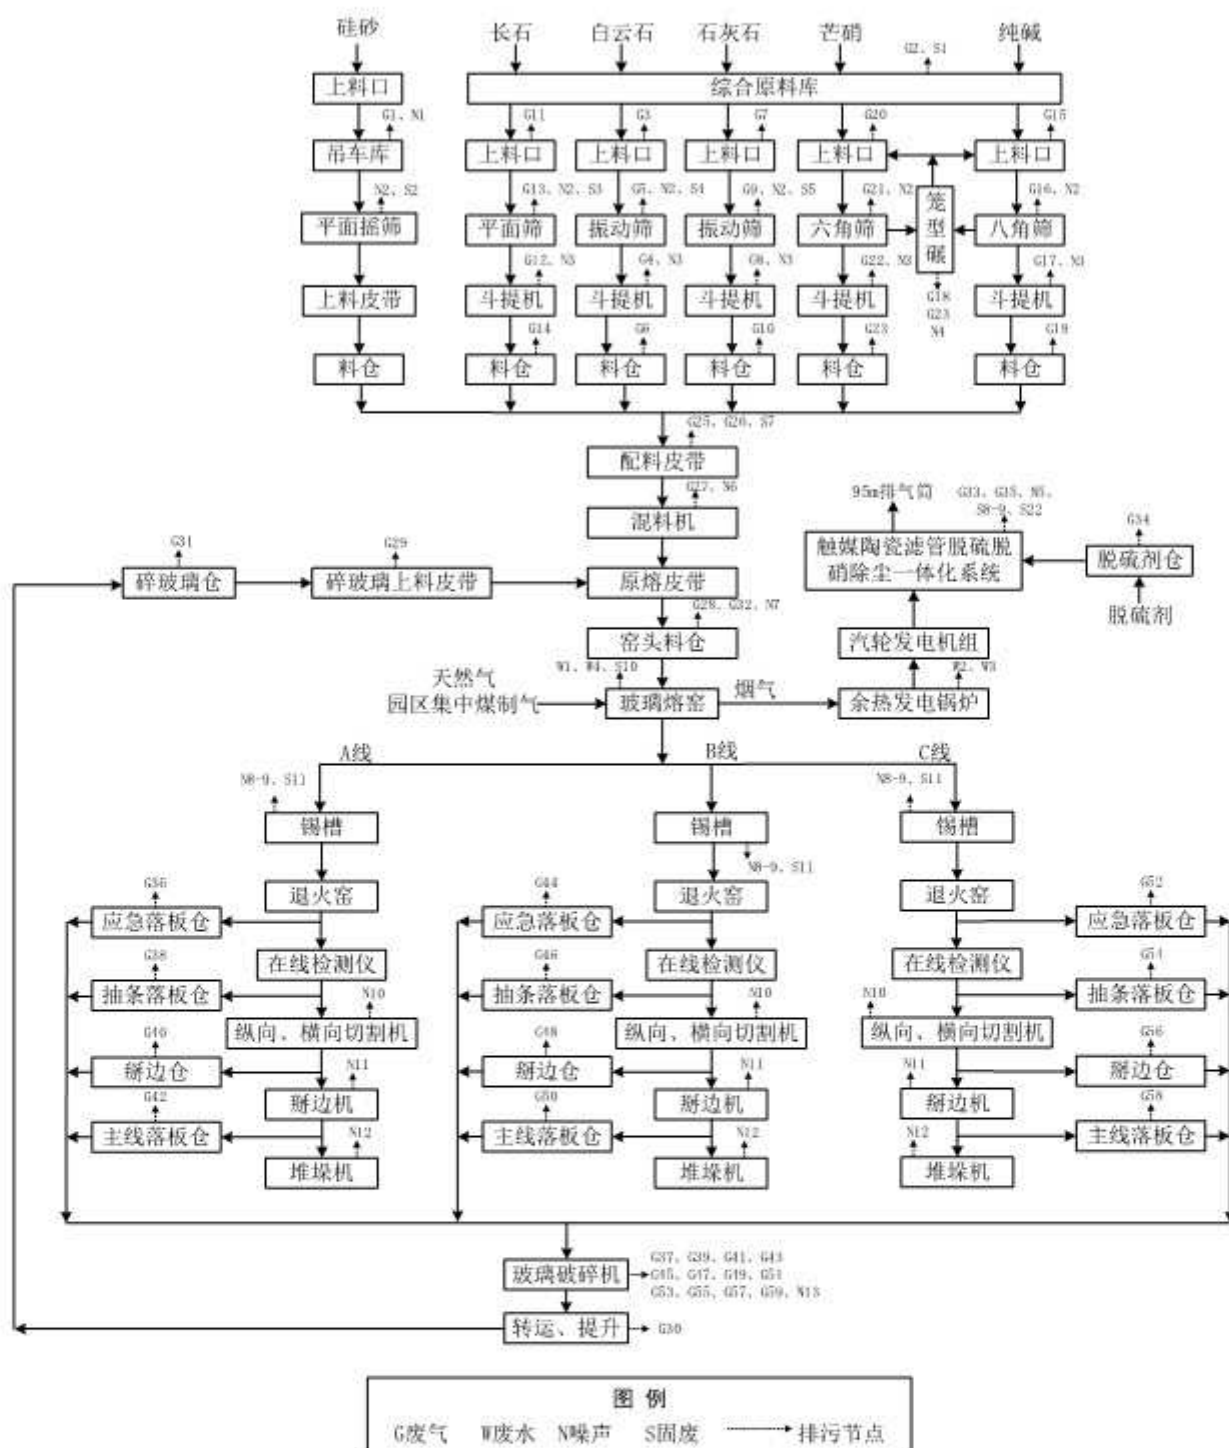 硅砂 长石 白云石 石灰石 芒硝 纯碱
G2、S1
上料口 综合原料库
G1、N1 G11 G3 G7 G20 G15
吊车库 上料口 上料口 上料口 上料口 上料口
N2、S2 G13、N2、S3 G5、N2、S4 G9、N2、S5 G21、N2 笼型碾 G16、N2
平面摇筛 平面筛 振动筛 振动筛 六角筛 八角筛
G12、N3 G4、N3 G8、N3 G22、N3 G17、N3
上料皮带 斗提机 斗提机 斗提机 斗提机 G18 斗提机
G23
N4
G14 G6 G10 G23 G19
料仓 料仓 料仓 料仓 料仓 料仓
G25、G26、S7
配料皮带
G27、N6 95m排气筒 G33、G35、N5、
S8-9、S22
混料机 G34
触媒陶瓷滤管脱硫脱
硝除尘一体化系统 脱硫剂仓
G31 G29
碎玻璃仓 碎玻璃上料皮带 原熔皮带
脱硫剂
G28、G32、N7
窑头料仓 汽轮发电机组
W1、W4、S10 W2、W3
天然气
园区集中煤制气 玻璃熔窑 烟气 余热发电锅炉
A线 B线 C线
N8-9、S11 N8-9、S11
锡槽 锡槽 锡槽
N8-9、S11
G36 退火窑 G44 退火窑 退火窑 G52
应急落板仓 应急落板仓 应急落板仓
G38 在线检测仪 G46 在线检测仪 在线检测仪 G54
抽条落板仓 N10 抽条落板仓 N10 N10 抽条落板仓
G40 纵向、横向切割机 G48 纵向、横向切割机 纵向、横向切割机 G56
掰边仓 N11 掰边仓 N11 N11 掰边仓
G42 掰边机 G50 掰边机 掰边机 G58
主线落板仓 N12 主线落板仓 N12 N12 主线落板仓
堆垛机 堆垛机 堆垛机
G37、G39、G41、G43
玻璃破碎机 G45、G47、G49、G51
G53、G55、G57、G59、N13
转运、提升 G30
图 例
G废气 W废水 N噪声 S固废 排污节点